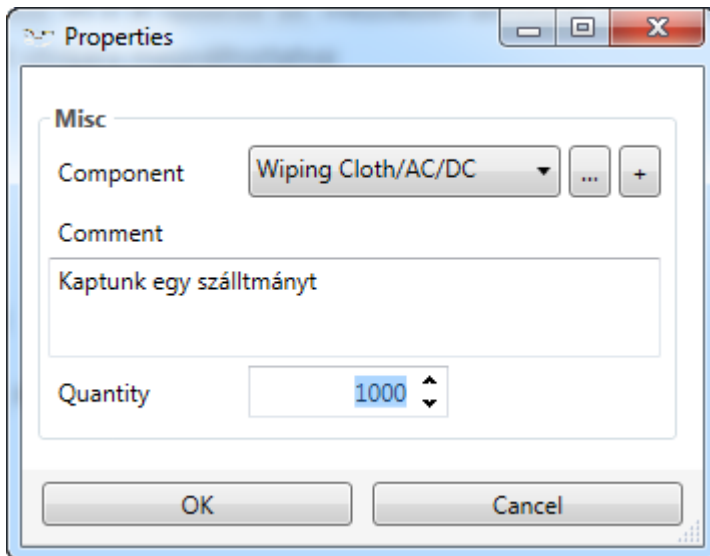 Properties
Misc
Component Wiping Cloth/AC/DC ... +
Comment
Kaptunk egy szálltmányt
Quantity 1000
OK Cancel